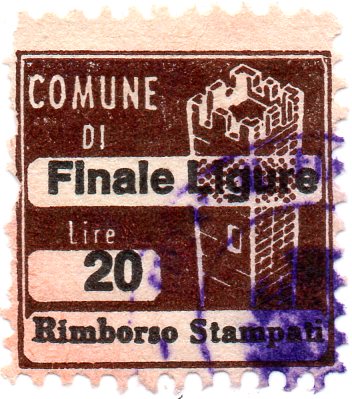 COMUNE
DI
Finale Ligure
Lire
20
Rimborso Stampati